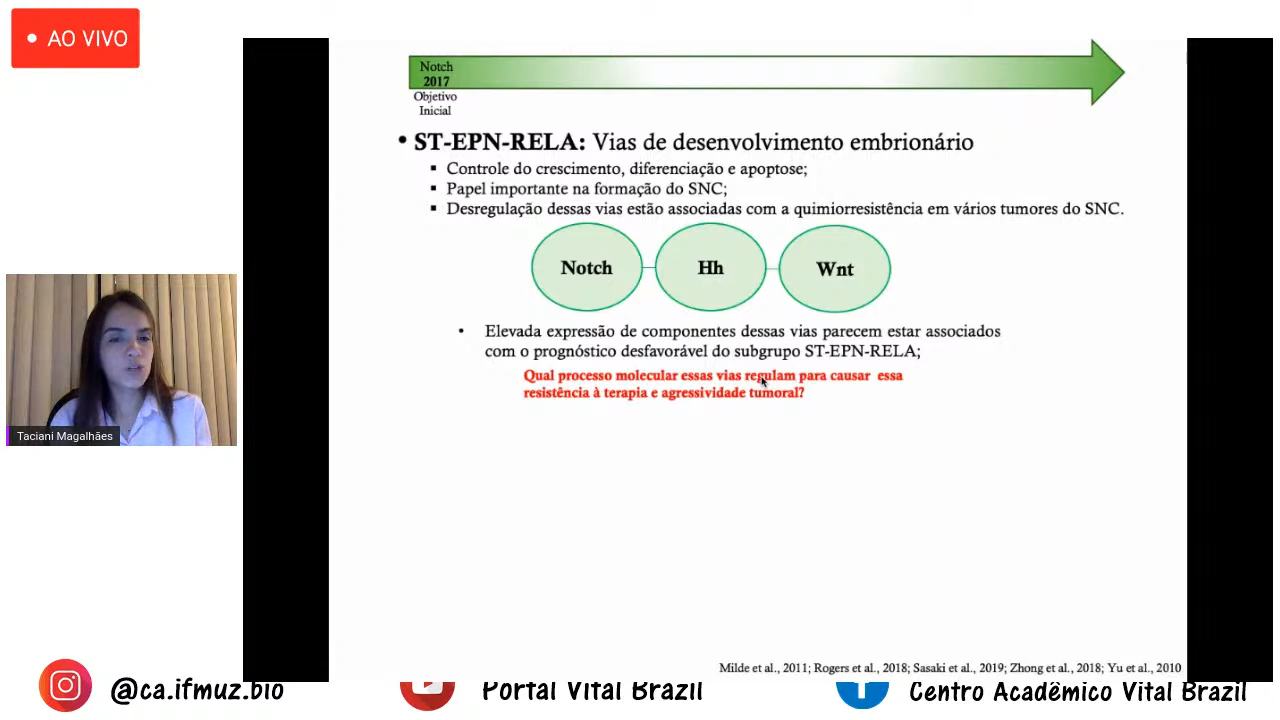 AO VIVO
Notch
2017
Objetivo
Inicial
• ST-EPN-RELA: Vias de desenvolvimento embrionário
▪ Controle do crescimento, diferenciação e apoptose;
▪ Papel importante na formação do SNC;
▪ Desregulação dessas vias estão associadas com a quimiorresistência em vários tumores do SNC.
Notch Hh Wnt
• Elevada expressão de componentes dessas vias parecem estar associados
com o prognóstico desfavorável do subgrupo ST-EPN-RELA;
Qual processo molecular essas vias regulam para causar essa
resistência à terapia e agressividade tumoral?
Taciani Magalhães
Milde et al., 2011; Rogers et al., 2018; Sasaki et al., 2019; Zhong et al., 2018; Yu et al., 2010
@ca.ifmuz.bio
Portal Vital Brazil
Centro Acadêmico Vital Brazil